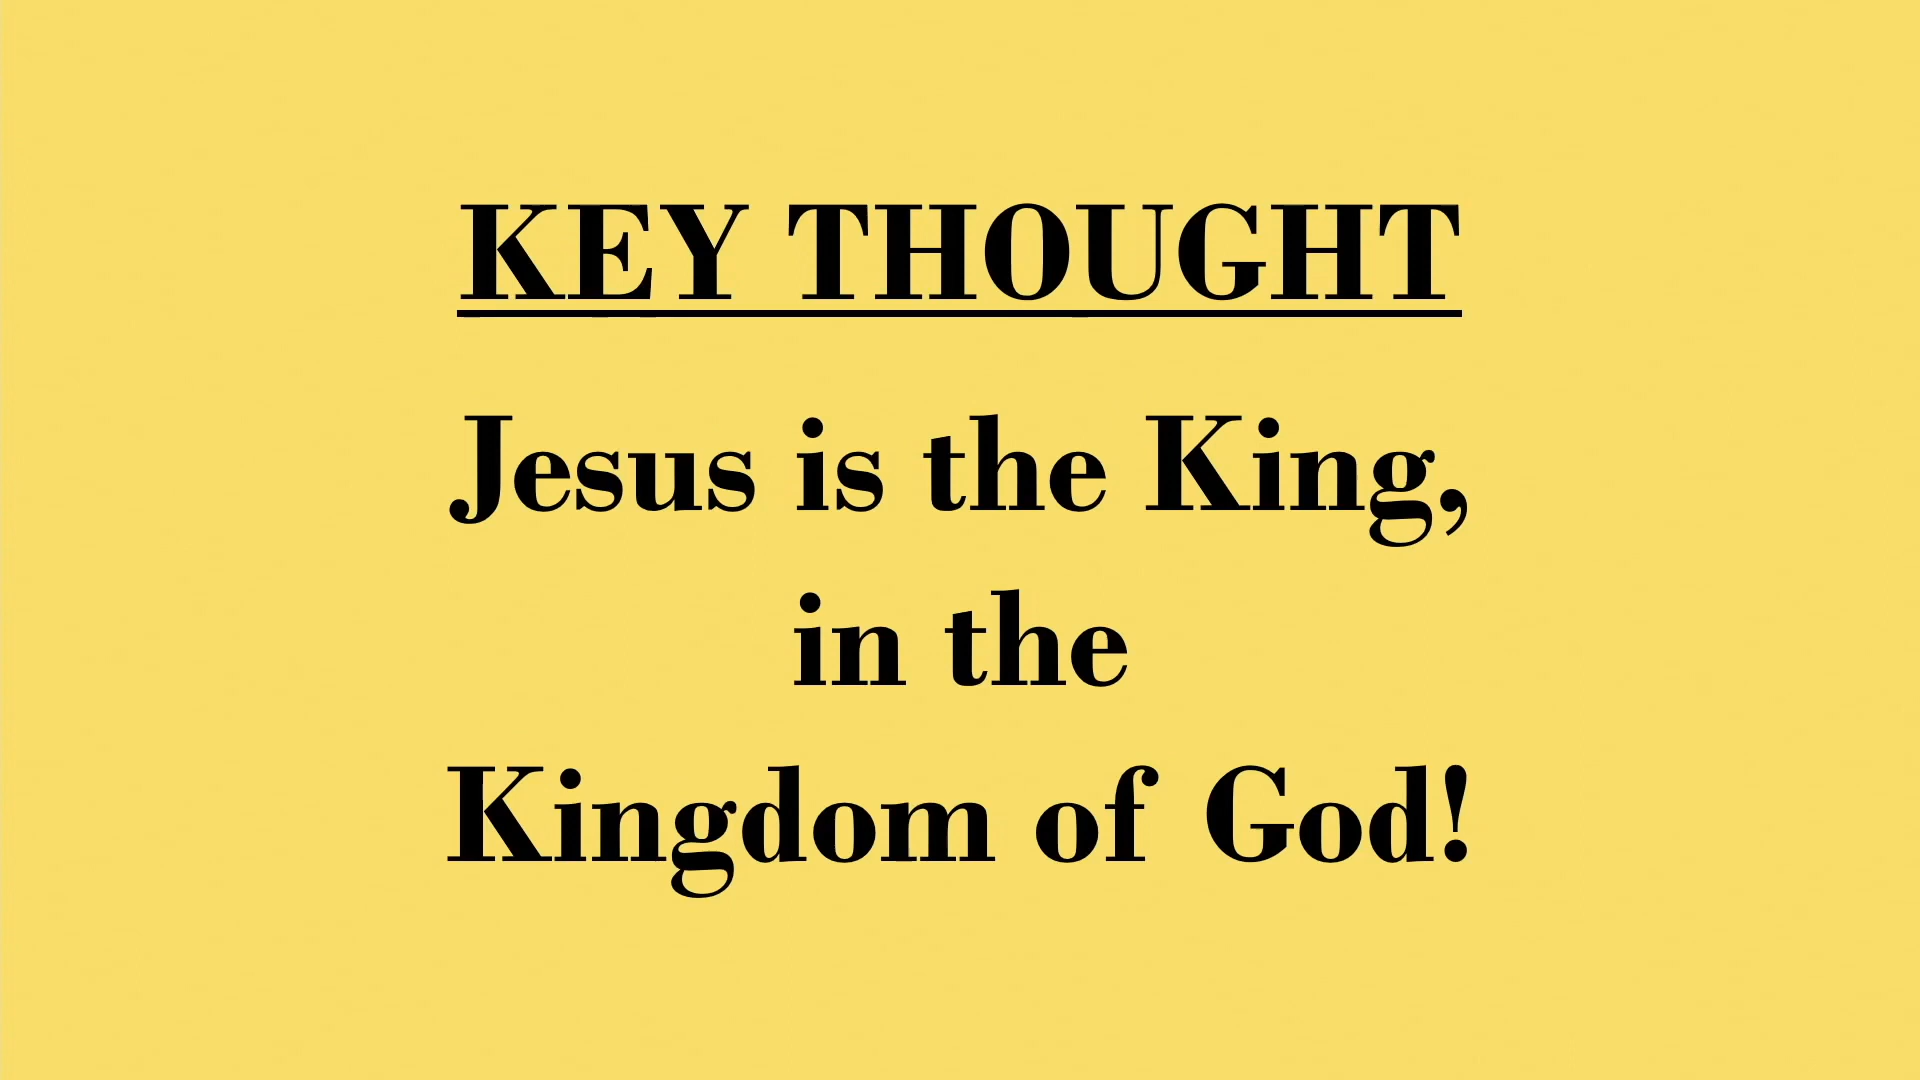 KEY THOUGHT
Jesus is the King,
in the
Kingdom of God!